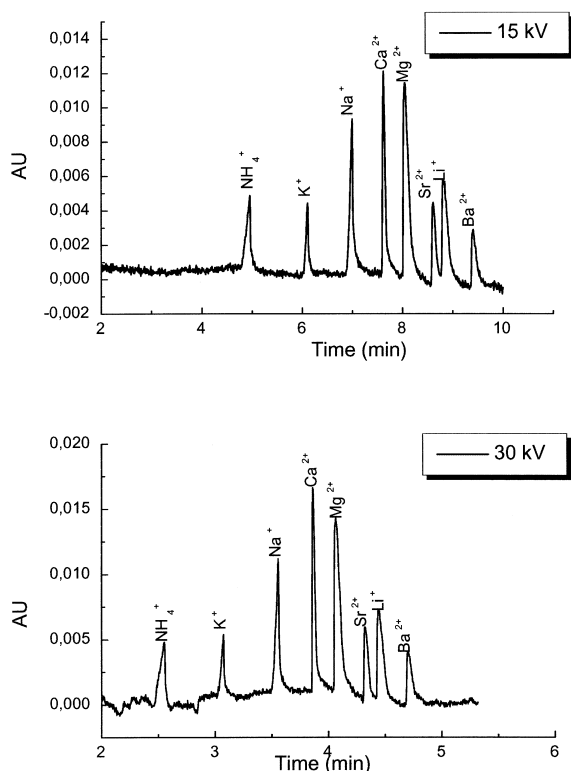 15 kV
0,014
0,012
0,010
0,008
0,006
0,004
0,002
0,000
-0,002
AU
NH₄⁺
K⁺
Na⁺
Ca²⁺
Mg²⁺
Sr²⁺
Li⁺
Ba²⁺
2 4 6 8 10
Time (min)
30 kV
0,020
0,015
0,010
0,005
0,000
AU
NH₄⁺
K⁺
Na⁺
Ca²⁺
Mg²⁺
Sr²⁺
Li⁺
Ba²⁺
2 3 4 5 6
Time (min)